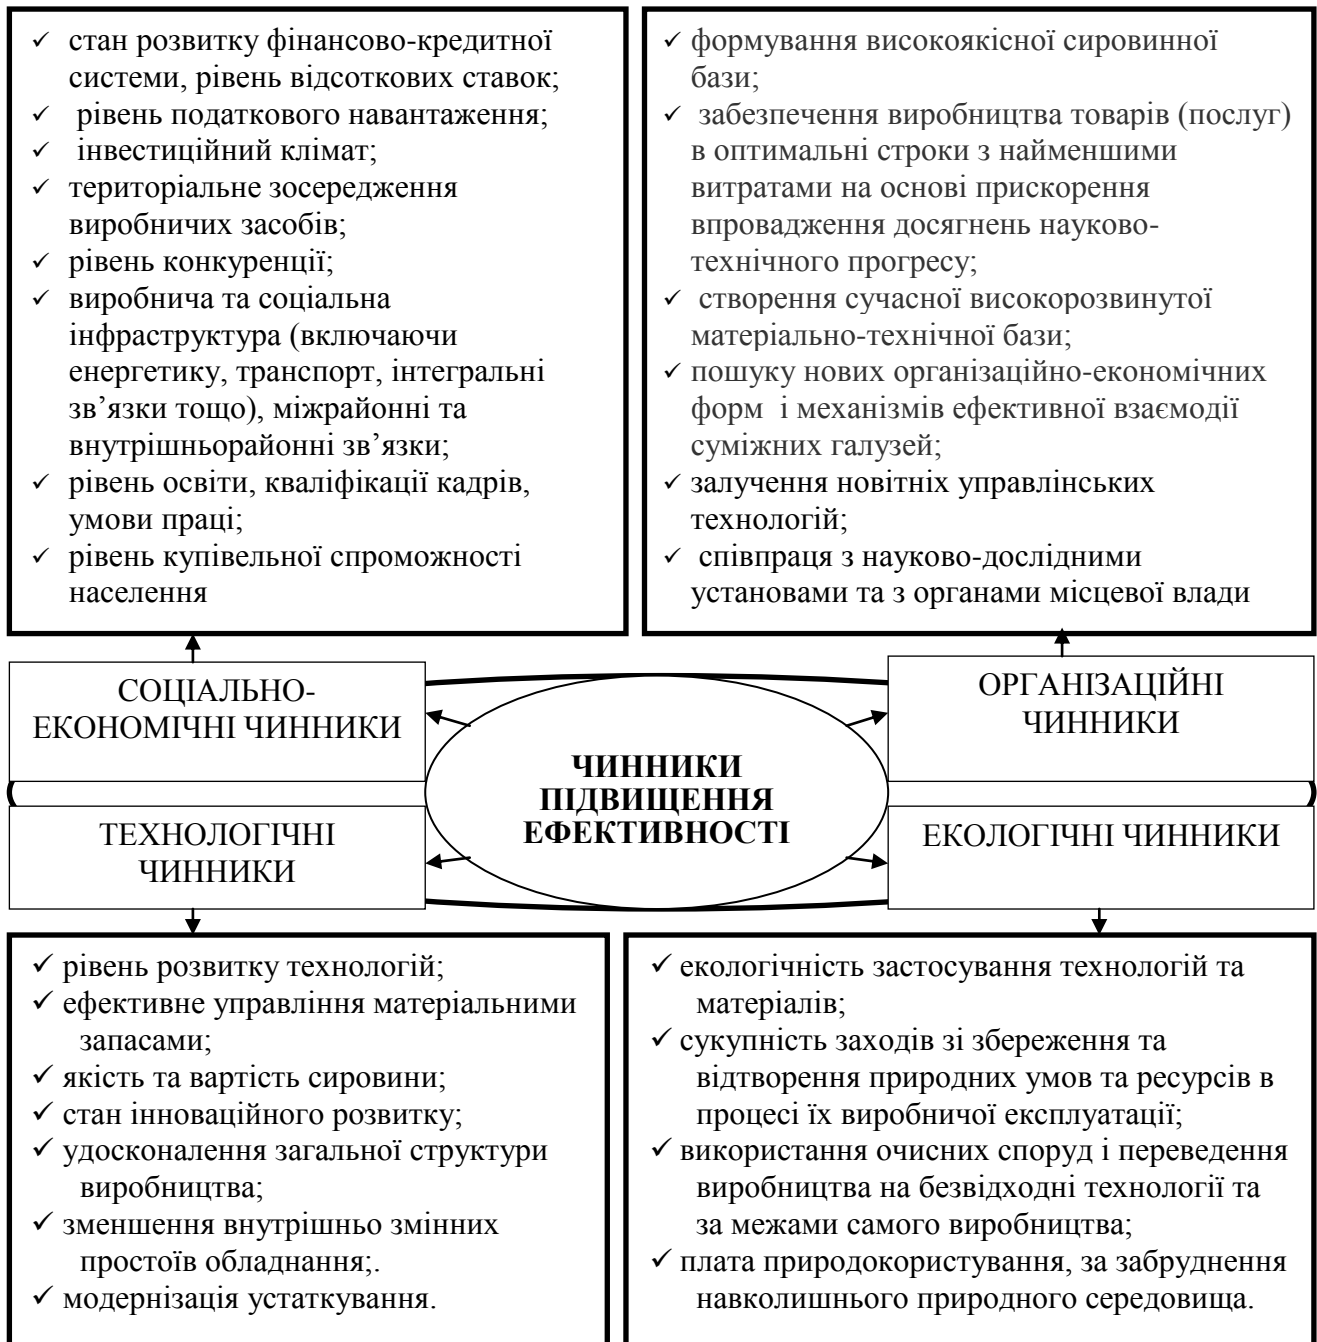 ✓ стан розвитку фінансово-кредитної
системи, рівень відсоткових ставок;
✓ рівень податкового навантаження;
✓ інвестиційний клімат;
✓ територіальне зосередження
виробничих засобів;
✓ рівень конкуренції;
✓ виробнича та соціальна
інфраструктура (включаючи
енергетику, транспорт, інтегральні
зв’язки тощо), міжрайонні та
внутрішньорайонні зв’язки;
✓ рівень освіти, кваліфікації кадрів,
умови праці;
✓ рівень купівельної спроможності
населення
✓ формування високоякісної сировинної
бази;
✓ забезпечення виробництва товарів (послуг)
в оптимальні строки з найменшими
витратами на основі прискорення
впровадження досягнень науково-
технічного прогресу;
✓ створення сучасної високорозвинутої
матеріально-технічної бази;
✓ пошуку нових організаційно-економічних
форм і механізмів ефективної взаємодії
суміжних галузей;
✓ залучення новітніх управлінських
технологій;
✓ співпраця з науково-дослідними
установами та з органами місцевої влади
СОЦІАЛЬНО-
ЕКОНОМІЧНІ ЧИННИКИ
ОРГАНІЗАЦІЙНІ
ЧИННИКИ
ЧИННИКИ
ПІДВИЩЕННЯ
ЕФЕКТИВНОСТІ
ТЕХНОЛОГІЧНІ
ЧИННИКИ
ЕКОЛОГІЧНІ ЧИННИКИ
✓ рівень розвитку технологій;
✓ ефективне управління матеріальними
запасами;
✓ якість та вартість сировини;
✓ стан інноваційного розвитку;
✓ удосконалення загальної структури
виробництва;
✓ зменшення внутрішньо змінних
простоїв обладнання;.
✓ модернізація устаткування.
✓ екологічність застосування технологій та
матеріалів;
✓ сукупність заходів зі збереження та
відтворення природних умов та ресурсів в
процесі їх виробничої експлуатації;
✓ використання очисних споруд і переведення
виробництва на безвідходні технології та
за межами самого виробництва;
✓ плата природокористування, за забруднення
навколишнього природного середовища.